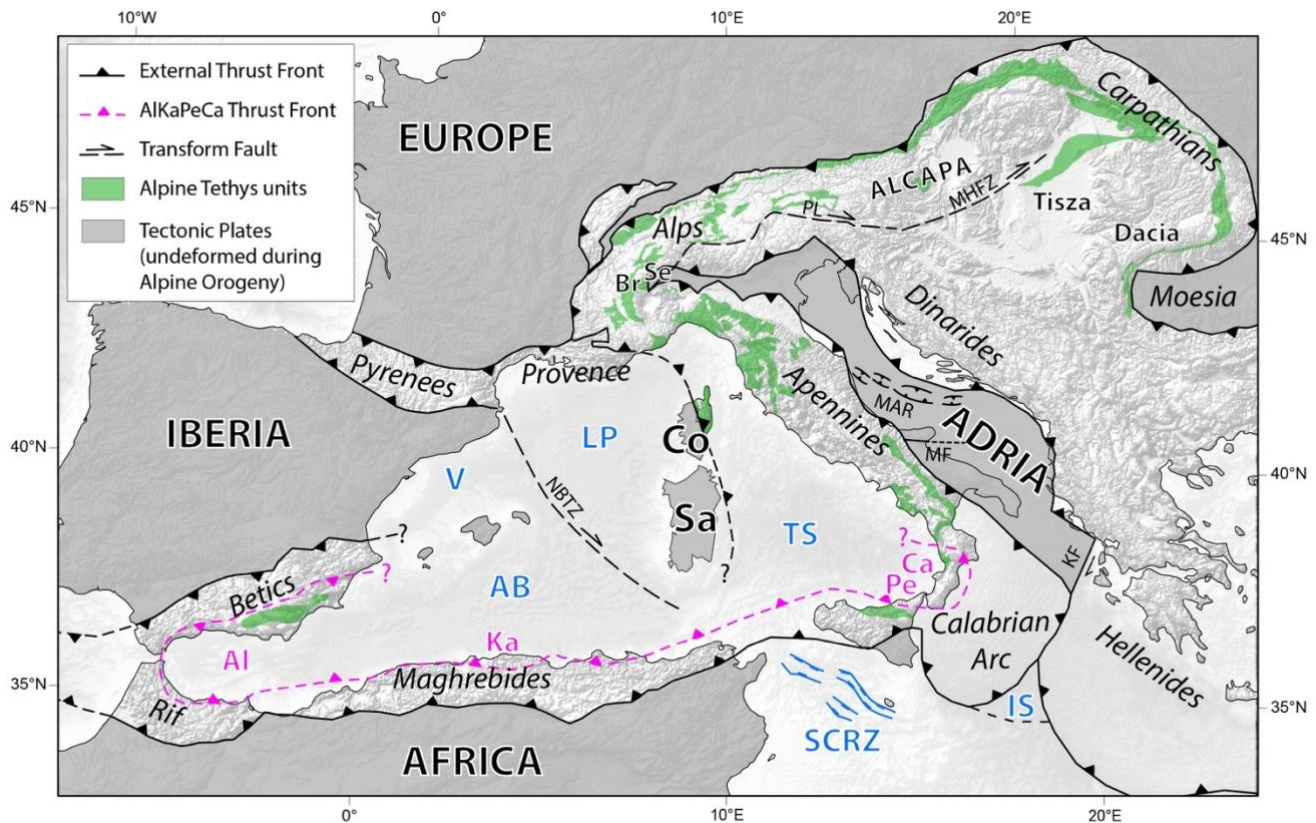 10°W
0°
10°E
20°E
External Thrust Front
AlKaPeCa Thrust Front
Transform Fault
Alpine Tethys units
Tectonic Plates
(undeformed during
Alpine Orogeny)
EUROPE
Carpathians
ALCAPA
MHFZ
Tisza
45°N
PL
Alps
Dacia
45°N
Br
Se
Moesia
Dinarides
Pyrenees
Provence
Apennines
MAR
IBERIA
LP
Co
ADRIA
40°N
MF
40°N
V
NBTZ
Sa
TS
?
?
?
?
KF
Betics
AB
Ca
Pe
Calabrian
Arc
Hellenides
Al
Ka
Maghrebides
35°N
Rif
IS
35°N
SCRZ
AFRICA
0°
10°E
20°E